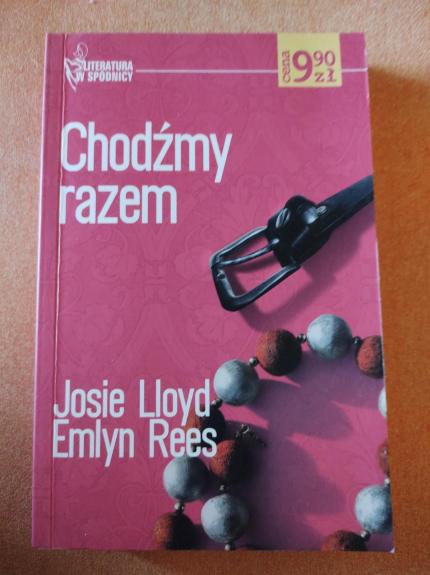 LITERATURA
W SPÓDNICY
cena 9 90 zł
Chodźmy
razem
Josie Lloyd
Emlyn Rees